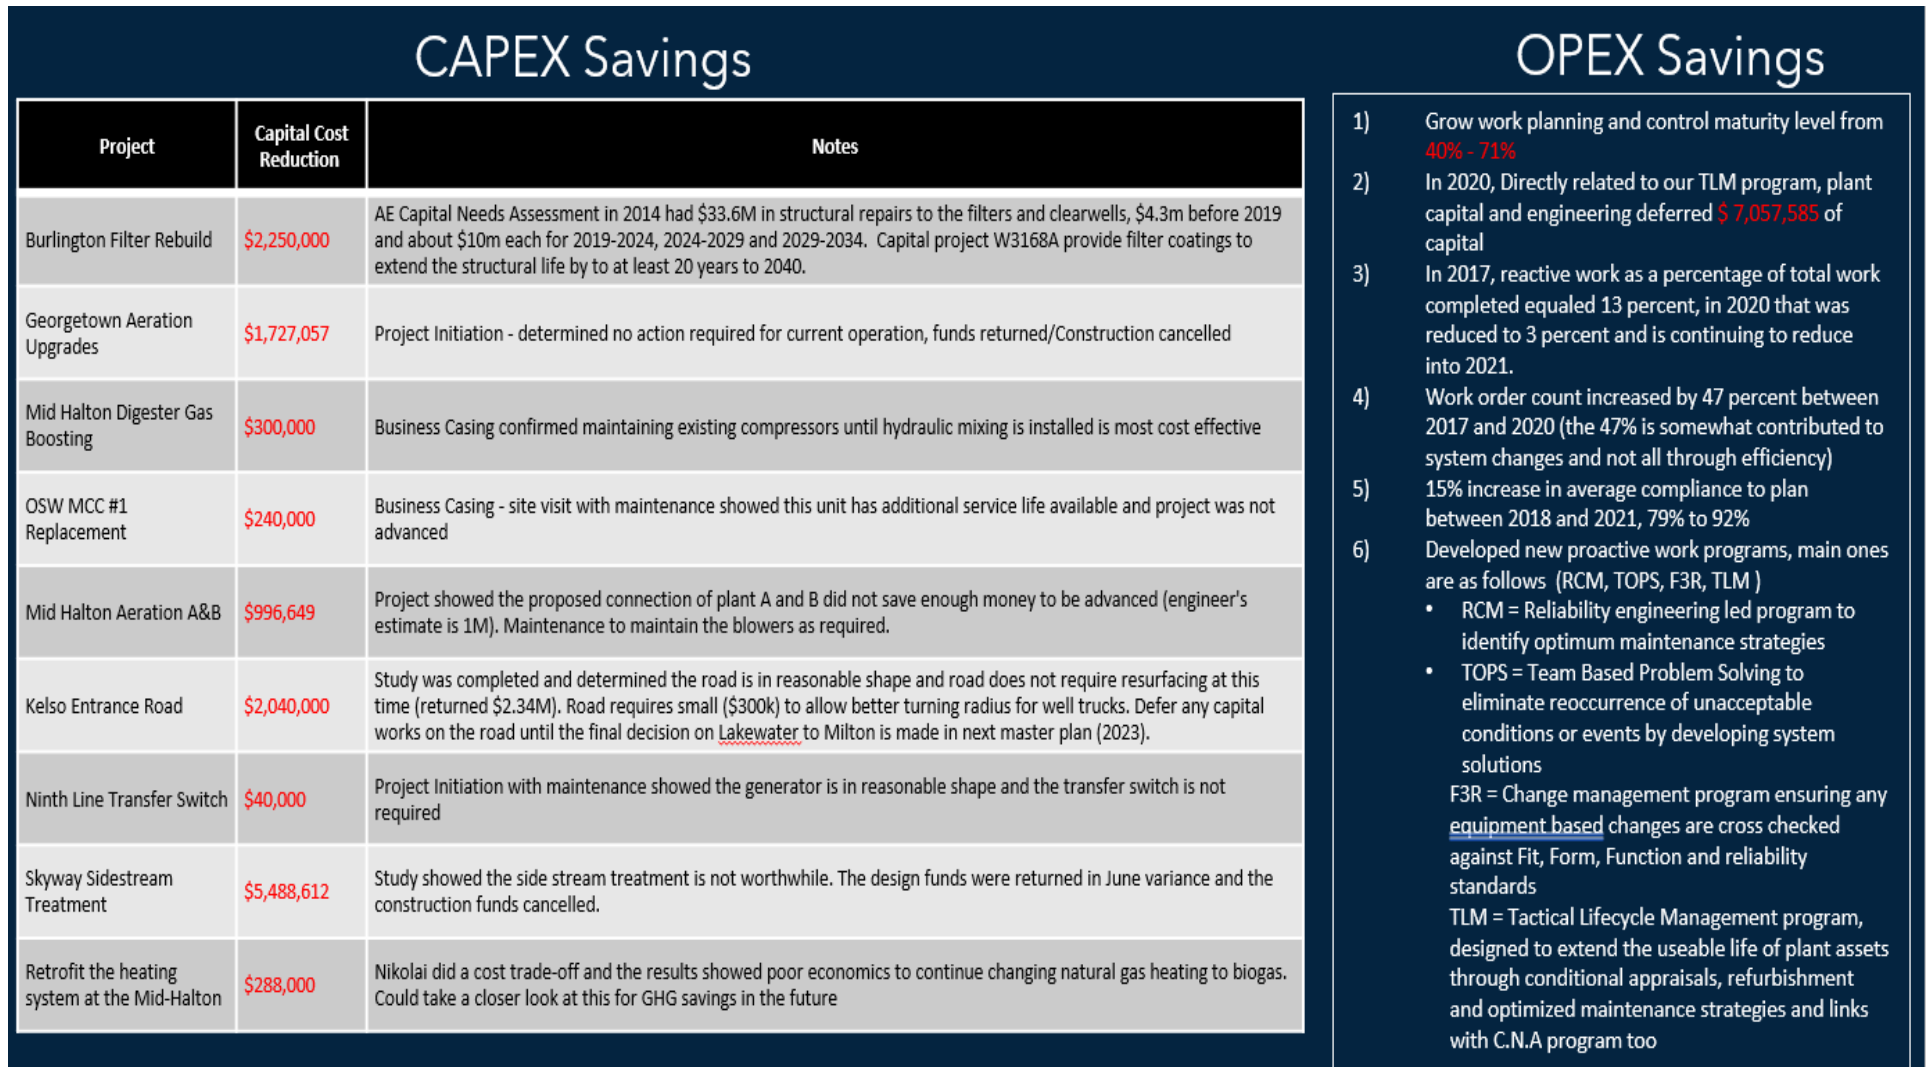 CAPEX Savings
Project
Capital Cost
Reduction
Notes
Burlington Filter Rebuild
$2,250,000
AE Capital Needs Assessment in 2014 had $33.6M in structural repairs to the filters and clearwells, $4.3m before 2019
and about $10m each for 2019-2024, 2024-2029 and 2029-2034.  Capital project W3168A provide filter coatings to
extend the structural life by to at least 20 years to 2040.
Georgetown Aeration
Upgrades
$1,727,057
Project Initiation - determined no action required for current operation, funds returned/Construction cancelled
Mid Halton Digester Gas
Boosting
$300,000
Business Casing confirmed maintaining existing compressors until hydraulic mixing is installed is most cost effective
OSW MCC #1
Replacement
$240,000
Business Casing - site visit with maintenance showed this unit has additional service life available and project was not
advanced
Mid Halton Aeration A&B
$996,649
Project showed the proposed connection of plant A and B did not save enough money to be advanced (engineer's
estimate is 1M). Maintenance to maintain the blowers as required.
Kelso Entrance Road
$2,040,000
Study was completed and determined the road is in reasonable shape and road does not require resurfacing at this
time (returned $2.34M). Road requires small ($300k) to allow better turning radius for well trucks. Defer any capital
works on the road until the final decision on Lakewater to Milton is made in next master plan (2023).
Ninth Line Transfer Switch
$40,000
Project Initiation with maintenance showed the generator is in reasonable shape and the transfer switch is not
required
Skyway Sidestream
Treatment
$5,488,612
Study showed the side stream treatment is not worthwhile. The design funds were returned in June variance and the
construction funds cancelled.
Retrofit the heating
system at the Mid-Halton
$288,000
Nikolai did a cost trade-off and the results showed poor economics to continue changing natural gas heating to biogas.
Could take a closer look at this for GHG savings in the future
OPEX Savings
1) Grow work planning and control maturity level from
40% - 71%
2) In 2020, Directly related to our TLM program, plant
capital and engineering deferred $ 7,057,585 of
capital
3) In 2017, reactive work as a percentage of total work
completed equaled 13 percent, in 2020 that was
reduced to 3 percent and is continuing to reduce
into 2021.
4) Work order count increased by 47 percent between
2017 and 2020 (the 47% is somewhat contributed to
system changes and not all through efficiency)
5) 15% increase in average compliance to plan
between 2018 and 2021, 79% to 92%
6) Developed new proactive work programs, main ones
are as follows  (RCM, TOPS, F3R, TLM )
• RCM = Reliability engineering led program to
identify optimum maintenance strategies
• TOPS = Team Based Problem Solving to
eliminate reoccurrence of unacceptable
conditions or events by developing system
solutions
F3R = Change management program ensuring any
equipment based changes are cross checked
against Fit, Form, Function and reliability
standards
TLM = Tactical Lifecycle Management program,
designed to extend the useable life of plant assets
through conditional appraisals, refurbishment
and optimized maintenance strategies and links
with C.N.A program too